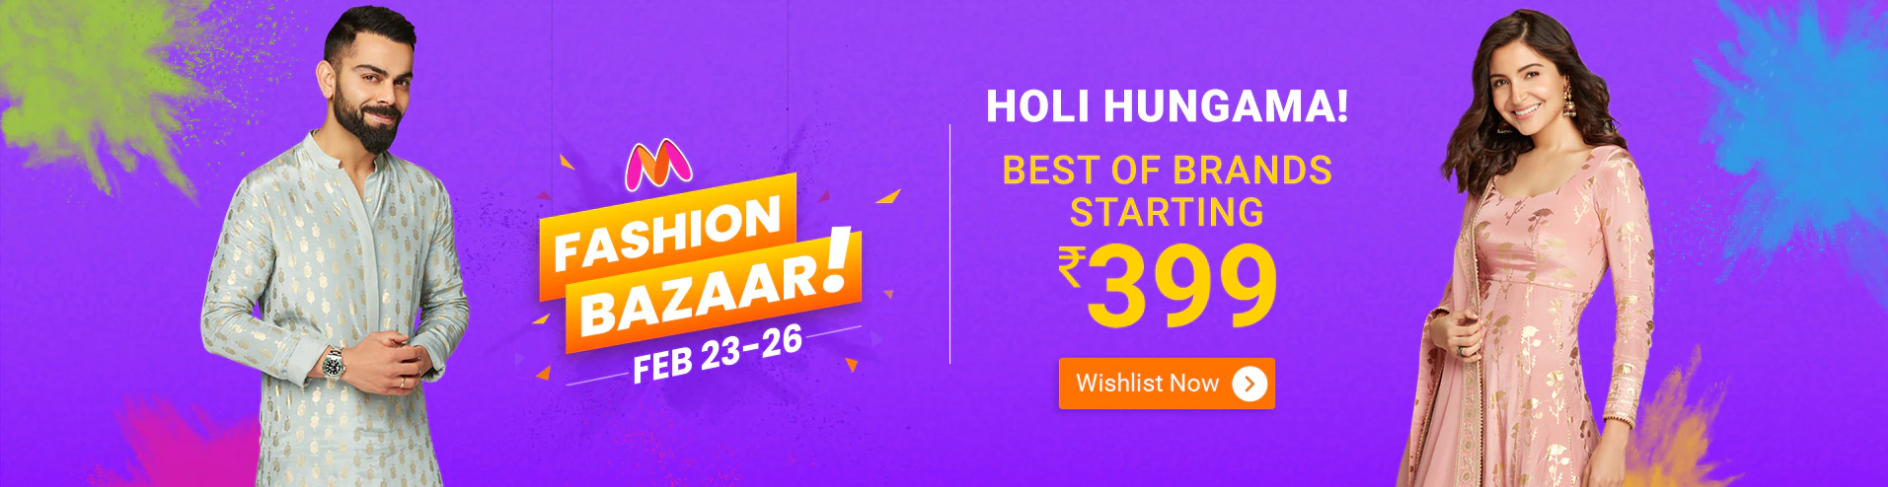 FASHION
BAZAAR!
FEB 23-26
HOLI HUNGAMA!
BEST OF BRANDS
STARTING
₹399
Wishlist Now